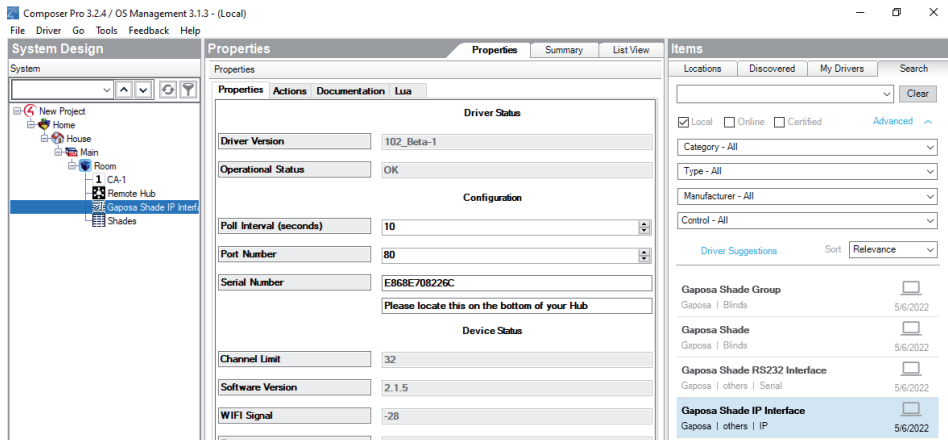 Composer Pro 3.2.4 / OS Management 3.1.3 - (Local)
File Driver Go Tools Feedback Help
System Design
System
New Project
Home
House
Main
Room
1 CA-1
Remote Hub
Gaposa Shade IP Interfa
Shades
Properties
Properties Summary List View
Properties
Properties Actions Documentation Lua
Driver Status
Driver Version 102_Beta-1
Operational Status OK
Configuration
Poll Interval (seconds) 10
Port Number 80
Serial Number E868E708226C
Please locate this on the bottom of your Hub
Device Status
Channel Limit 32
Software Version 2.1.5
WIFI Signal -28
Items
Locations Discovered My Drivers Search
Clear
Local Online Certified Advanced
Category - All
Type - All
Manufacturer - All
Control - All
Driver Suggestions Sort Relevance
Gaposa Shade Group
Gaposa | Blinds 5/6/2022
Gaposa Shade
Gaposa | Blinds 5/6/2022
Gaposa Shade RS232 Interface
Gaposa | others | Serial 5/6/2022
Gaposa Shade IP Interface
Gaposa | others | IP 5/6/2022